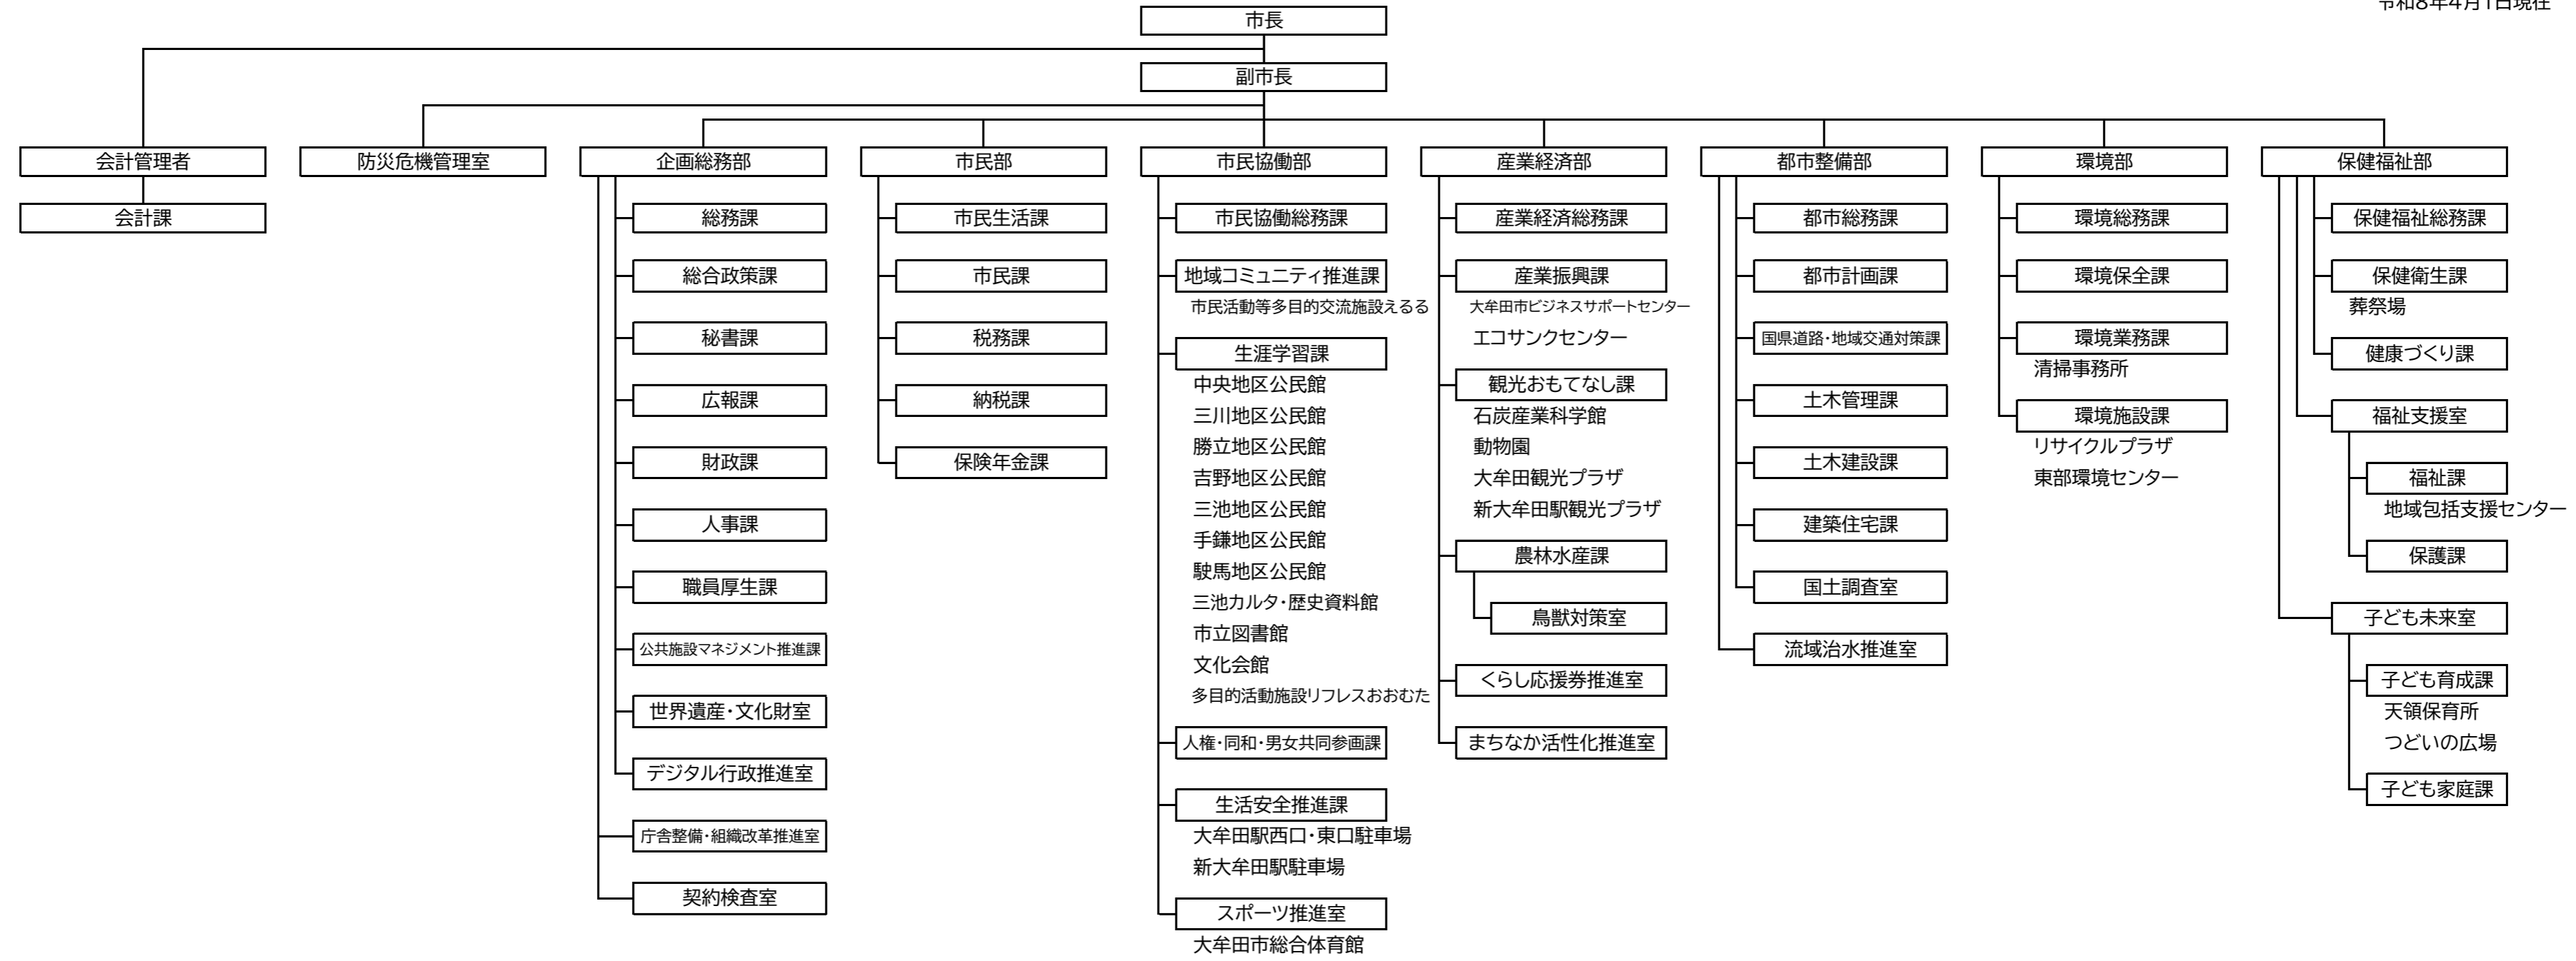 令和8年4月1日現在
市長
副市長
会計管理者
会計課
防災危機管理室
企画総務部
総務課
総合政策課
秘書課
広報課
財政課
人事課
職員厚生課
公共施設マネジメント推進課
世界遺産・文化財室
デジタル行政推進室
庁舎整備・組織改革推進室
契約検査室
市民部
市民生活課
市民課
税務課
納税課
保険年金課
市民協働部
市民協働総務課
地域コミュニティ推進課
市民活動等多目的交流施設えるる
生涯学習課
中央地区公民館
三川地区公民館
勝立地区公民館
吉野地区公民館
三池地区公民館
手鎌地区公民館
駛馬地区公民館
三池カルタ・歴史資料館
市立図書館
文化会館
多目的活動施設リフレスおおむた
人権・同和・男女共同参画課
生活安全推進課
大牟田駅西口・東口駐車場
新大牟田駅駐車場
スポーツ推進室
大牟田市総合体育館
産業経済部
産業経済総務課
産業振興課
大牟田市ビジネスサポートセンター
エコサンクセンター
観光おもてなし課
石炭産業科学館
動物園
大牟田観光プラザ
新大牟田駅観光プラザ
農林水産課
鳥獣対策室
くらし応援券推進室
まちなか活性化推進室
都市整備部
都市総務課
都市計画課
国県道路・地域交通対策課
土木管理課
土木建設課
建築住宅課
国土調査室
流域治水推進室
環境部
環境総務課
環境保全課
環境業務課
清掃事務所
環境施設課
リサイクルプラザ
東部環境センター
保健福祉部
保健福祉総務課
保健衛生課
葬祭場
健康づくり課
福祉支援室
福祉課
地域包括支援センター
保護課
子ども未来室
子ども育成課
天領保育所
つどいの広場
子ども家庭課